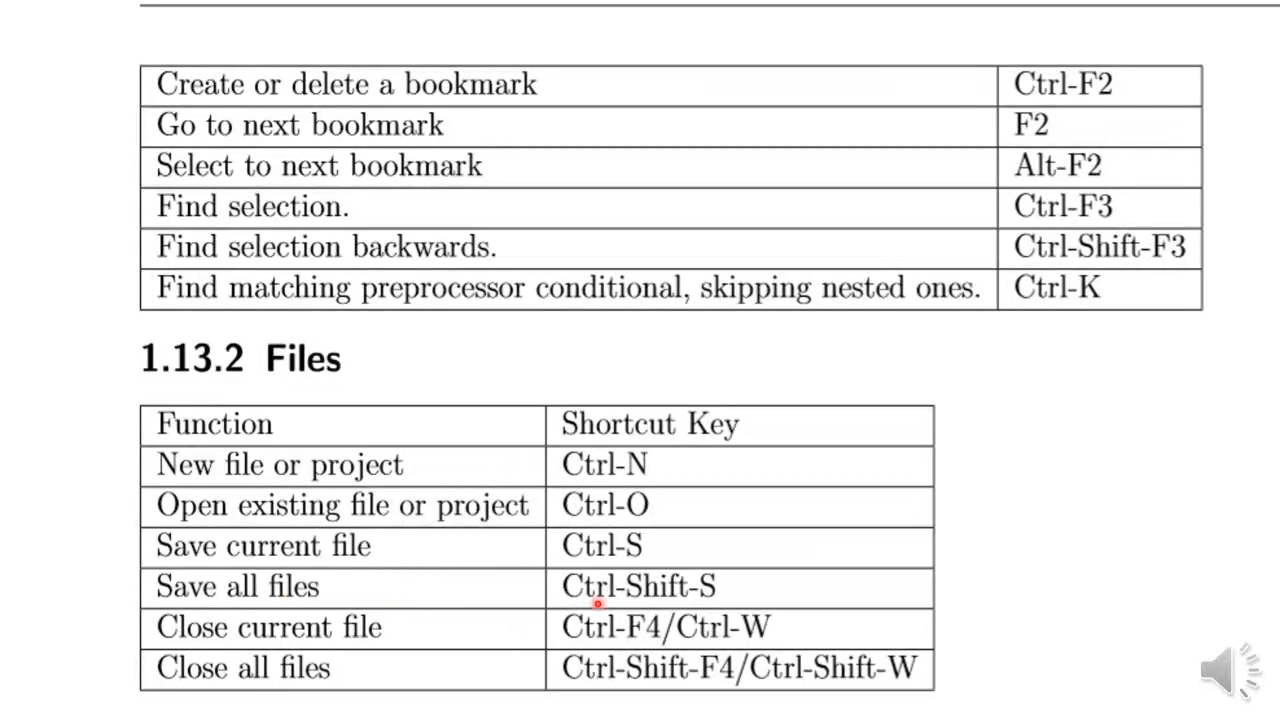 Create or delete a bookmark Ctrl-F2
Go to next bookmark F2
Select to next bookmark Alt-F2
Find selection. Ctrl-F3
Find selection backwards. Ctrl-Shift-F3
Find matching preprocessor conditional, skipping nested ones. Ctrl-K
1.13.2 Files
Function Shortcut Key
New file or project Ctrl-N
Open existing file or project Ctrl-O
Save current file Ctrl-S
Save all files Ctrl-Shift-S
Close current file Ctrl-F4/Ctrl-W
Close all files Ctrl-Shift-F4/Ctrl-Shift-W